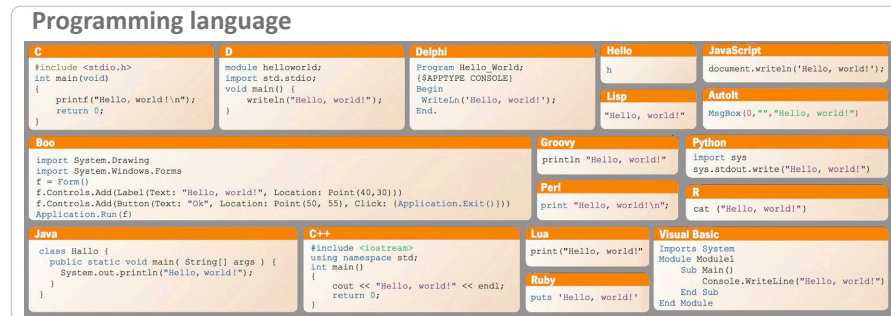 Programming language
C
#include <stdio.h>
int main(void)
{
printf("Hello, world!\n");
return 0;
}
D
module helloworld;
import std.stdio;
void main() {
writeln("Hello, world!");
}
Delphi
Program Hello_World;
{$APPTYPE CONSOLE}
Begin
WriteLn('Hello, world!');
End.
Hello
h
JavaScript
document.writeln('Hello, world!');
Lisp
"Hello, world!"
AutoIt
MsgBox(0,"","Hello, world!")
Boo
import System.Drawing
import System.Windows.Forms
f = Form()
f.Controls.Add(Label(Text: "Hello, world!", Location: Point(40,30)))
f.Controls.Add(Button(Text: "Ok", Location: Point(50, 55), Click: {Application.Exit()}))
Application.Run(f)
Groovy
println "Hello, world!"
Perl
print "Hello, world!\n";
Python
import sys
sys.stdout.write("Hello, world!")
R
cat ("Hello, world!")
Java
class Hallo {
public static void main( String[] args ) {
System.out.println("Hello, world!");
}
}
C++
#include <iostream>
using namespace std;
int main()
{
cout << "Hello, world!" << endl;
return 0;
}
Lua
print("Hello, world!"
Ruby
puts 'Hello, world!'
Visual Basic
Imports System
Module Module1
Sub Main()
Console.WriteLine("Hello, world!")
End Sub
End Module